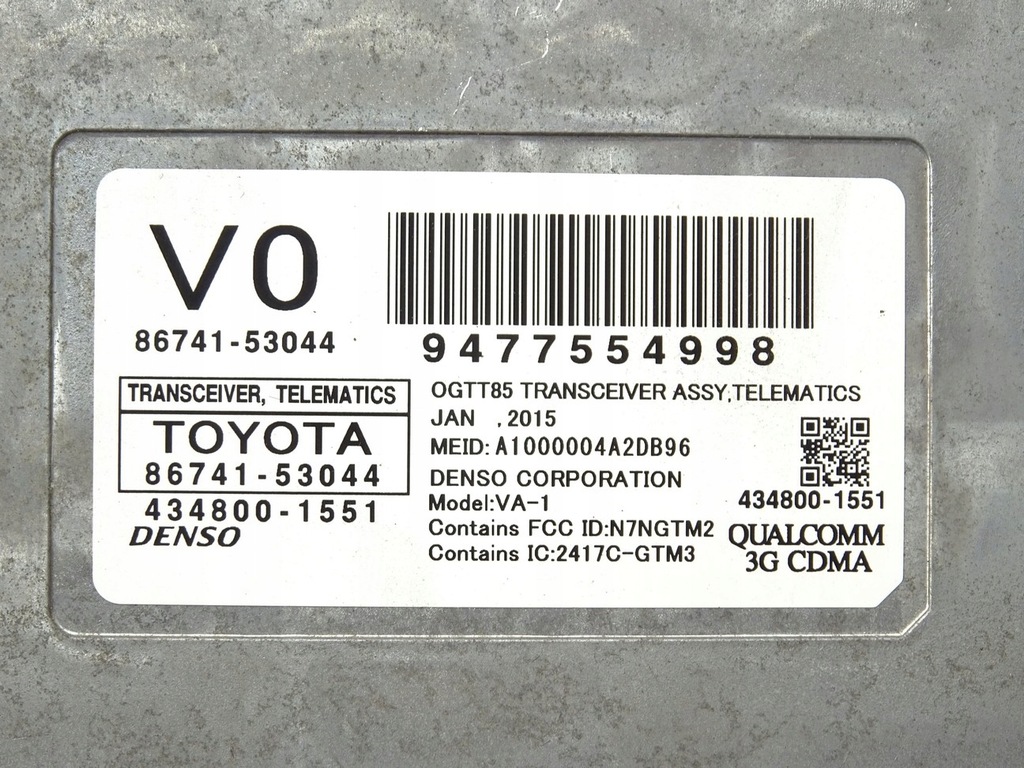 V0
86741-53044
9477554998
TRANSCEIVER, TELEMATICS
TOYOTA
86741-53044
434800-1551
DENSO
OGTT85 TRANSCEIVER ASSY,TELEMATICS
JAN ,2015
MEID: A1000004A2DB96
DENSO CORPORATION
Model:VA-1
Contains FCC ID:N7NGTM2
Contains IC:2417C-GTM3
434800-1551
QUALCOMM
3G CDMA